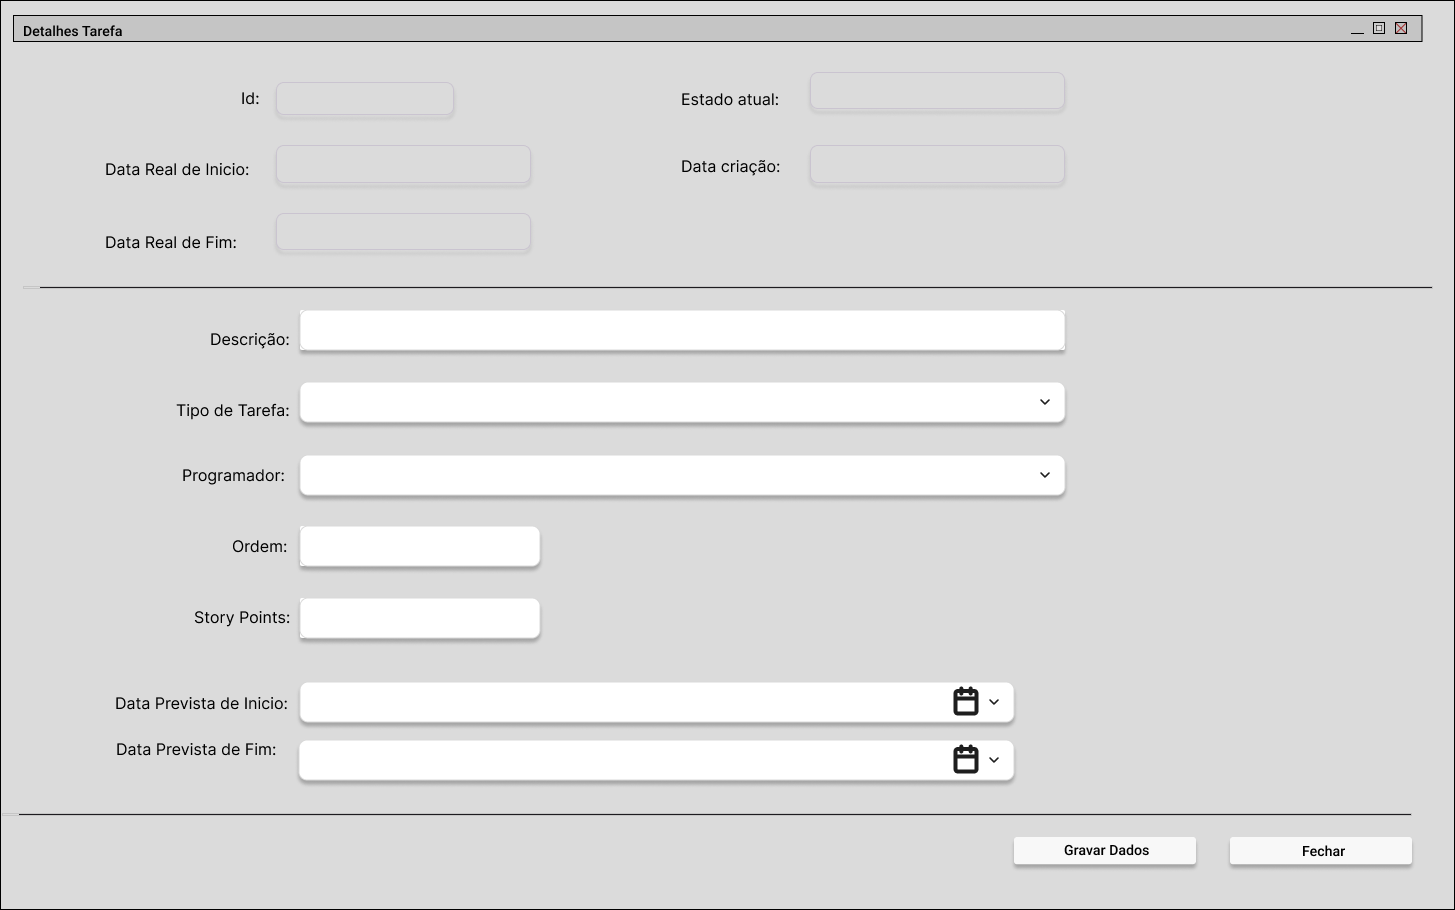 Detalhes Tarefa
Id:
Estado atual:
Data Real de Inicio:
Data criação:
Data Real de Fim:
Descrição:
Tipo de Tarefa:
Programador:
Ordem:
Story Points:
Data Prevista de Inicio:
Data Prevista de Fim:
Gravar Dados
Fechar